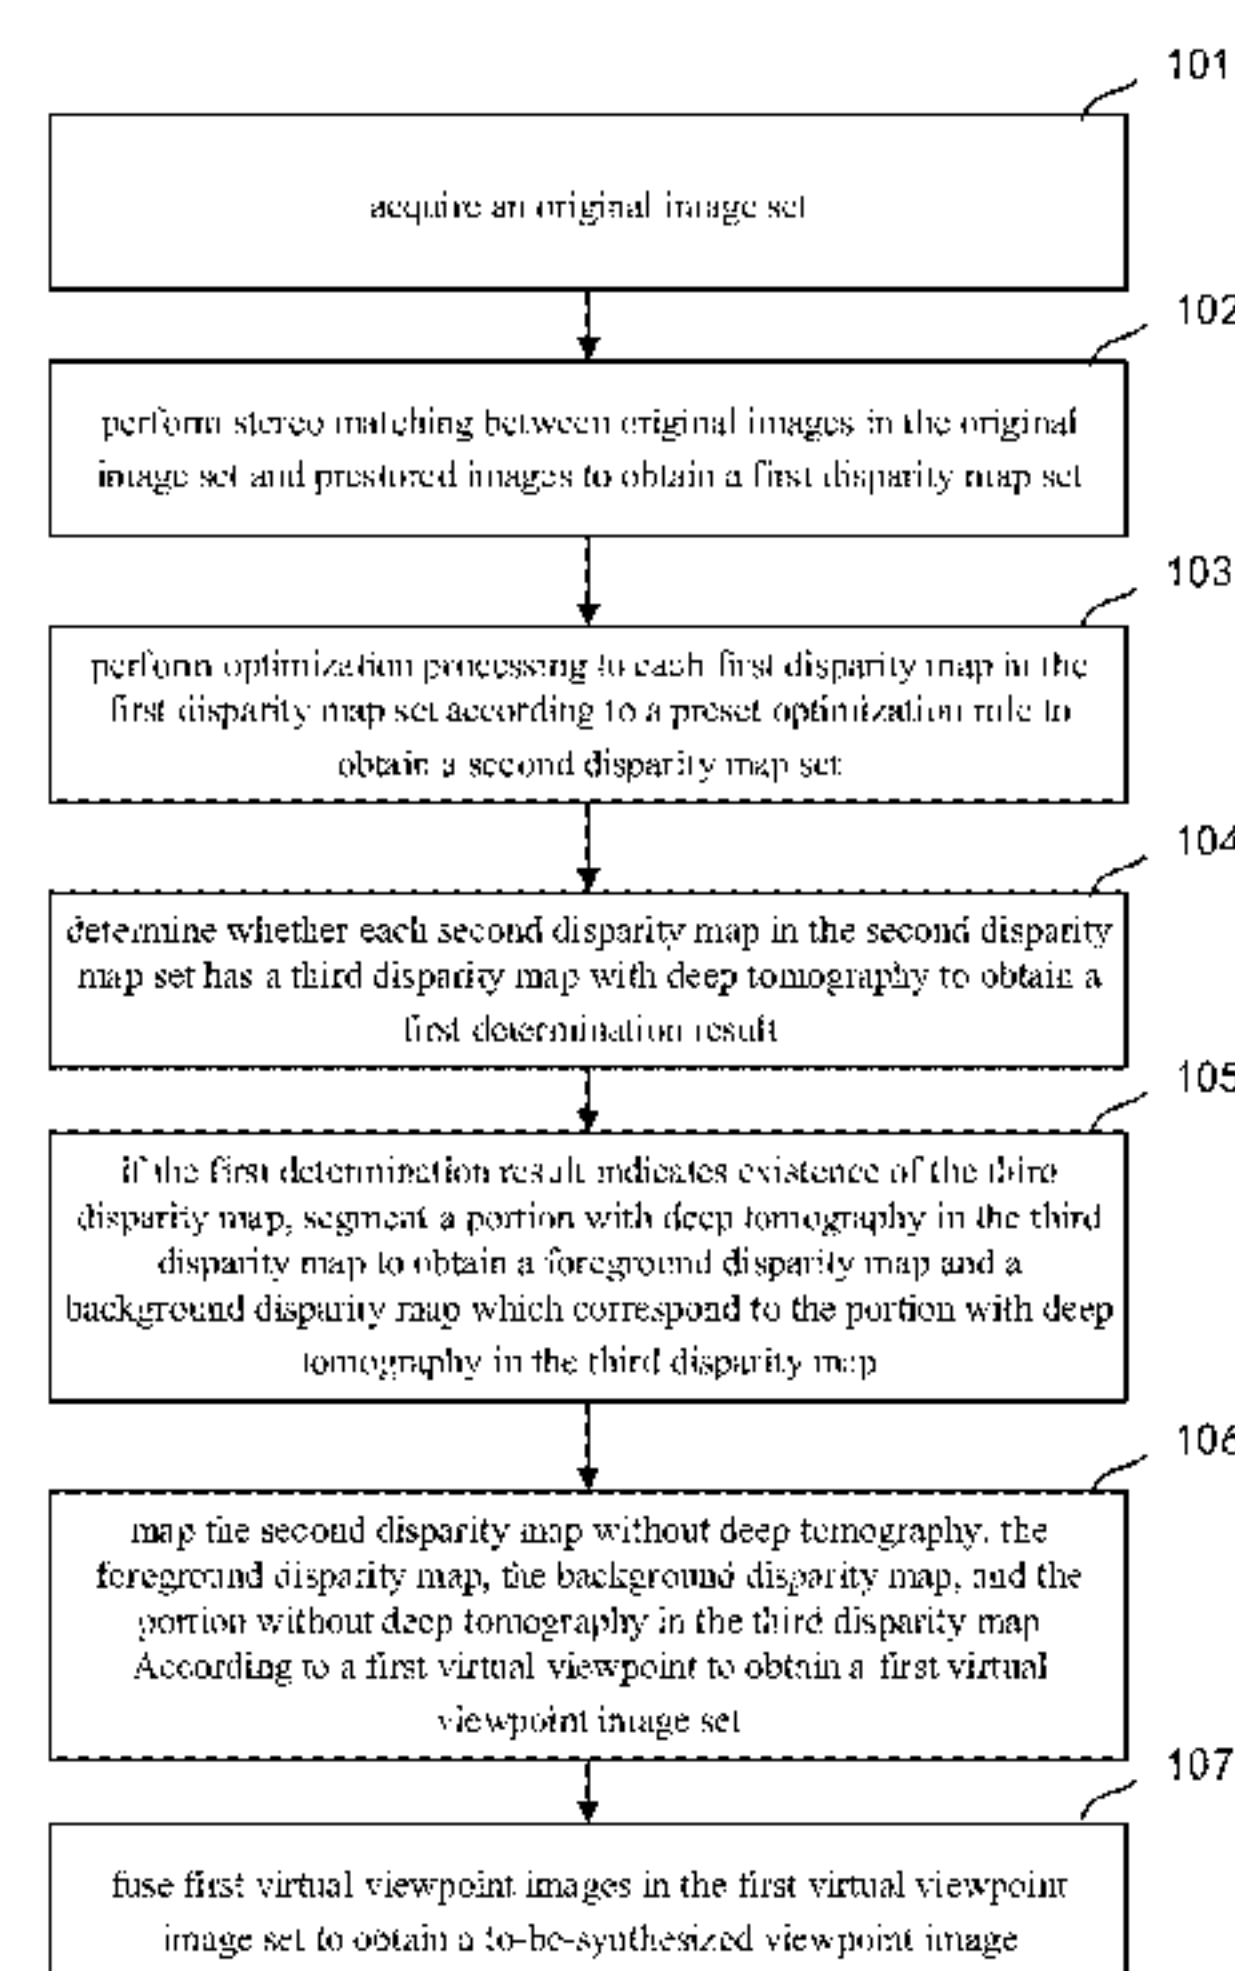 101
acquire an original image set
102
perform stereo matching between original images in the original
image set and prestored images to obtain a first disparity map set
103
perform optimization processing to each first disparity map in the
first disparity map set according to a preset optimization rule to
obtain a second disparity map set
104
determine whether each second disparity map in the second disparity
map set has a third disparity map with deep tomography to obtain a
first determination result
105
if the first determination result indicates existence of the third
disparity map, segment a portion with deep tomography in the third
disparity map to obtain a foreground disparity map and a
background disparity map which correspond to the portion with deep
tomography in the third disparity map
106
map the second disparity map without deep tomography, the
foreground disparity map, the background disparity map, and the
portion without deep tomography in the third disparity map
According to a first virtual viewpoint to obtain a first virtual
viewpoint image set
107
fuse first virtual viewpoint images in the first virtual viewpoint
image set to obtain a to-be-synthesized viewpoint image